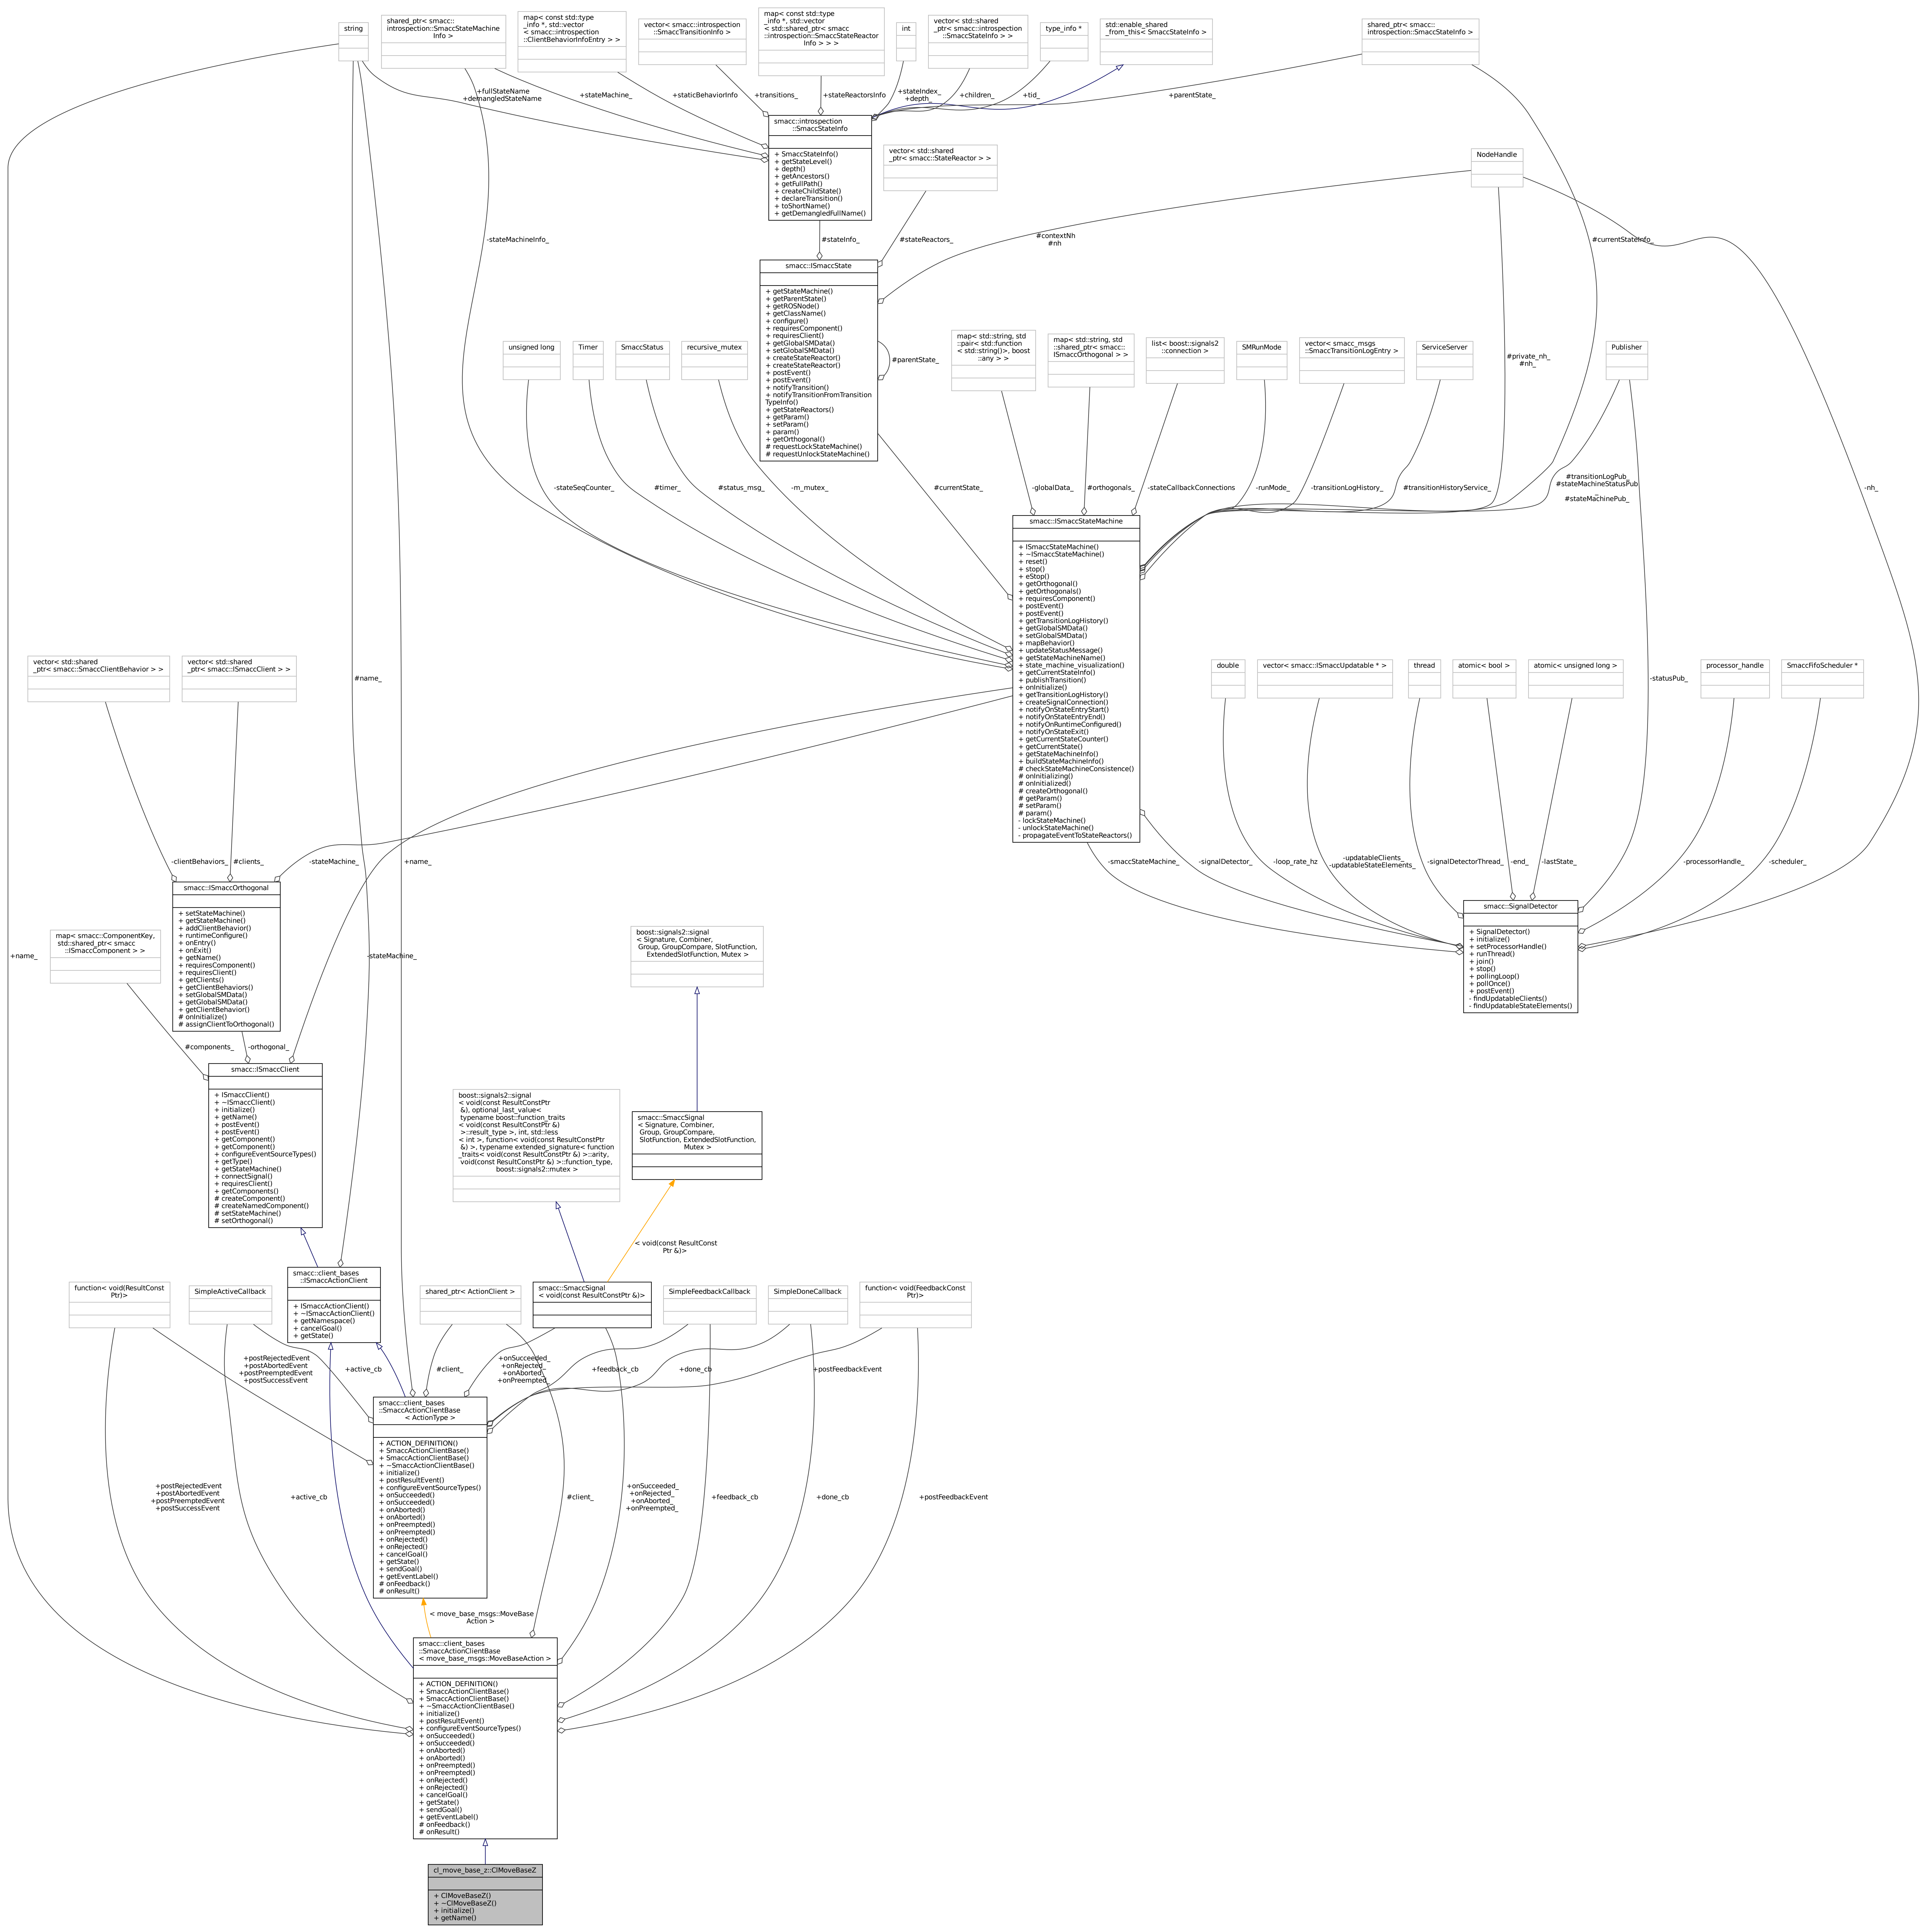 string
shared_ptr< smacc::
introspection::SmaccStateMachine
Info >
map< const std::type
_info *, std::vector
< smacc::introspection
::ClientBehaviorInfoEntry > >
vector< smacc::introspection
::SmaccTransitionInfo >
map< const std::type
_info *, std::vector
< std::shared_ptr< smacc
::introspection::SmaccStateReactor
Info > > >
int
vector< std::shared
_ptr< smacc::introspection
::SmaccStateInfo > >
type_info *
std::enable_shared
_from_this< SmaccStateInfo >
shared_ptr< smacc::
introspection::SmaccStateInfo >
+fullStateName
+demangledStateName
+stateMachine_
+staticBehaviorInfo
+transitions_
+stateReactorsInfo
+stateIndex_
+depth_
+children_
+tid_
+parentState_
smacc::introspection
::SmaccStateInfo
+ SmaccStateInfo()
+ getStateLevel()
+ depth()
+ getAncestors()
+ getFullPath()
+ createChildState()
+ declareTransition()
+ toShortName()
+ getDemangledFullName()
vector< std::shared
_ptr< smacc::StateReactor > >
NodeHandle
-stateMachineInfo_
#stateInfo_
#stateReactors_
#contextNh
#nh
#currentStateInfo_
smacc::ISmaccState
+ getStateMachine()
+ getParentState()
+ getROSNode()
+ getClassName()
+ configure()
+ requiresComponent()
+ requiresClient()
+ getGlobalSMData()
+ setGlobalSMData()
+ createStateReactor()
+ createStateReactor()
+ postEvent()
+ postEvent()
+ notifyTransition()
+ notifyTransitionFromTransition
TypeInfo()
+ getStateReactors()
+ getParam()
+ setParam()
+ param()
+ getOrthogonal()
# requestLockStateMachine()
# requestUnlockStateMachine()
#parentState_
unsigned long
Timer
SmaccStatus
recursive_mutex
map< std::string, std
::pair< std::function
< std::string()>, boost
::any > >
map< std::string, std
::shared_ptr< smacc::
ISmaccOrthogonal > >
list< boost::signals2
::connection >
SMRunMode
vector< smacc_msgs
::SmaccTransitionLogEntry >
ServiceServer
#private_nh_
#nh_
Publisher
-stateSeqCounter_
#timer_
#status_msg_
-m_mutex_
#currentState_
-globalData_
#orthogonals_
-stateCallbackConnections
-runMode_
-transitionLogHistory_
#transitionHistoryService_
#transitionLogPub_
#stateMachineStatusPub
_
#stateMachinePub_
-nh_
smacc::ISmaccStateMachine
+ ISmaccStateMachine()
+ ~ISmaccStateMachine()
+ reset()
+ stop()
+ eStop()
+ getOrthogonal()
+ getOrthogonals()
+ requiresComponent()
+ postEvent()
+ postEvent()
+ getTransitionLogHistory()
+ getGlobalSMData()
+ setGlobalSMData()
+ mapBehavior()
+ updateStatusMessage()
+ getStateMachineName()
+ state_machine_visualization()
+ getCurrentStateInfo()
+ publishTransition()
+ onInitialize()
+ getTransitionLogHistory()
+ createSignalConnection()
+ notifyOnStateEntryStart()
+ notifyOnStateEntryEnd()
+ notifyOnRuntimeConfigured()
+ notifyOnStateExit()
+ getCurrentStateCounter()
+ getCurrentState()
+ getStateMachineInfo()
+ buildStateMachineInfo()
# checkStateMachineConsistence()
# onInitializing()
# onInitialized()
# createOrthogonal()
# getParam()
# setParam()
# param()
- lockStateMachine()
- unlockStateMachine()
- propagateEventToStateReactors()
vector< std::shared
_ptr< smacc::SmaccClientBehavior > >
vector< std::shared
_ptr< smacc::ISmaccClient > >
#name_
double
vector< smacc::ISmaccUpdatable * >
thread
atomic< bool >
atomic< unsigned long >
-statusPub_
processor_handle
SmaccFifoScheduler *
-clientBehaviors_
#clients_
-stateMachine_
+name_
-smaccStateMachine_
-signalDetector_
-loop_rate_hz
-updatableClients_
-updatableStateElements_
-signalDetectorThread_
-end_
-lastState_
-processorHandle_
-scheduler_
smacc::ISmaccOrthogonal
+ setStateMachine()
+ getStateMachine()
+ addClientBehavior()
+ runtimeConfigure()
+ onEntry()
+ onExit()
+ getName()
+ requiresComponent()
+ requiresClient()
+ getClients()
+ getClientBehaviors()
+ setGlobalSMData()
+ getGlobalSMData()
+ getClientBehavior()
# onInitialize()
# assignClientToOrthogonal()
smacc::SignalDetector
+ SignalDetector()
+ initialize()
+ setProcessorHandle()
+ runThread()
+ join()
+ stop()
+ pollingLoop()
+ pollOnce()
+ postEvent()
- findUpdatableClients()
- findUpdatableStateElements()
map< smacc::ComponentKey,
std::shared_ptr< smacc
::ISmaccComponent > >
+name_
-stateMachine_
boost::signals2::signal
< Signature, Combiner,
Group, GroupCompare, SlotFunction,
ExtendedSlotFunction, Mutex >
#components_
-orthogonal_
smacc::ISmaccClient
+ ISmaccClient()
+ ~ISmaccClient()
+ initialize()
+ getName()
+ postEvent()
+ postEvent()
+ getComponent()
+ getComponent()
+ configureEventSourceTypes()
+ getType()
+ getStateMachine()
+ connectSignal()
+ requiresClient()
+ getComponents()
# createComponent()
# createNamedComponent()
# setStateMachine()
# setOrthogonal()
boost::signals2::signal
< void(const ResultConstPtr
&), optional_last_value<
typename boost::function_traits
< void(const ResultConstPtr &)
>::result_type >, int, std::less
< int >, function< void(const ResultConstPtr
&) >, typename extended_signature< function
_traits< void(const ResultConstPtr &) >::arity,
void(const ResultConstPtr &) >::function_type,
boost::signals2::mutex >
smacc::SmaccSignal
< Signature, Combiner,
Group, GroupCompare,
SlotFunction, ExtendedSlotFunction,
Mutex >
< void(const ResultConst
Ptr &)>
function< void(ResultConst
Ptr)>
SimpleActiveCallback
smacc::client_bases
::ISmaccActionClient
+ ISmaccActionClient()
+ ~ISmaccActionClient()
+ getNamespace()
+ cancelGoal()
+ getState()
shared_ptr< ActionClient >
smacc::SmaccSignal
< void(const ResultConstPtr &)>
SimpleFeedbackCallback
SimpleDoneCallback
function< void(FeedbackConst
Ptr)>
+postRejectedEvent
+postAbortedEvent
+postPreemptedEvent
+postSuccessEvent
+active_cb
#client_
+onSucceeded_
+onRejected_
+onAborted_
+onPreempted_
+feedback_cb
+done_cb
+postFeedbackEvent
smacc::client_bases
::SmaccActionClientBase
< ActionType >
+ ACTION_DEFINITION()
+ SmaccActionClientBase()
+ SmaccActionClientBase()
+ ~SmaccActionClientBase()
+ initialize()
+ postResultEvent()
+ configureEventSourceTypes()
+ onSucceeded()
+ onSucceeded()
+ onAborted()
+ onAborted()
+ onPreempted()
+ onPreempted()
+ onRejected()
+ onRejected()
+ cancelGoal()
+ getState()
+ sendGoal()
+ getEventLabel()
# onFeedback()
# onResult()
+postRejectedEvent
+postAbortedEvent
+postPreemptedEvent
+postSuccessEvent
+active_cb
#client_
+onSucceeded_
+onRejected_
+onAborted_
+onPreempted_
+feedback_cb
+done_cb
+postFeedbackEvent
< move_base_msgs::MoveBase
Action >
smacc::client_bases
::SmaccActionClientBase
< move_base_msgs::MoveBaseAction >
+ ACTION_DEFINITION()
+ SmaccActionClientBase()
+ SmaccActionClientBase()
+ ~SmaccActionClientBase()
+ initialize()
+ postResultEvent()
+ configureEventSourceTypes()
+ onSucceeded()
+ onSucceeded()
+ onAborted()
+ onAborted()
+ onPreempted()
+ onPreempted()
+ onRejected()
+ onRejected()
+ cancelGoal()
+ getState()
+ sendGoal()
+ getEventLabel()
# onFeedback()
# onResult()
cl_move_base_z::ClMoveBaseZ
+ ClMoveBaseZ()
+ ~ClMoveBaseZ()
+ initialize()
+ getName()